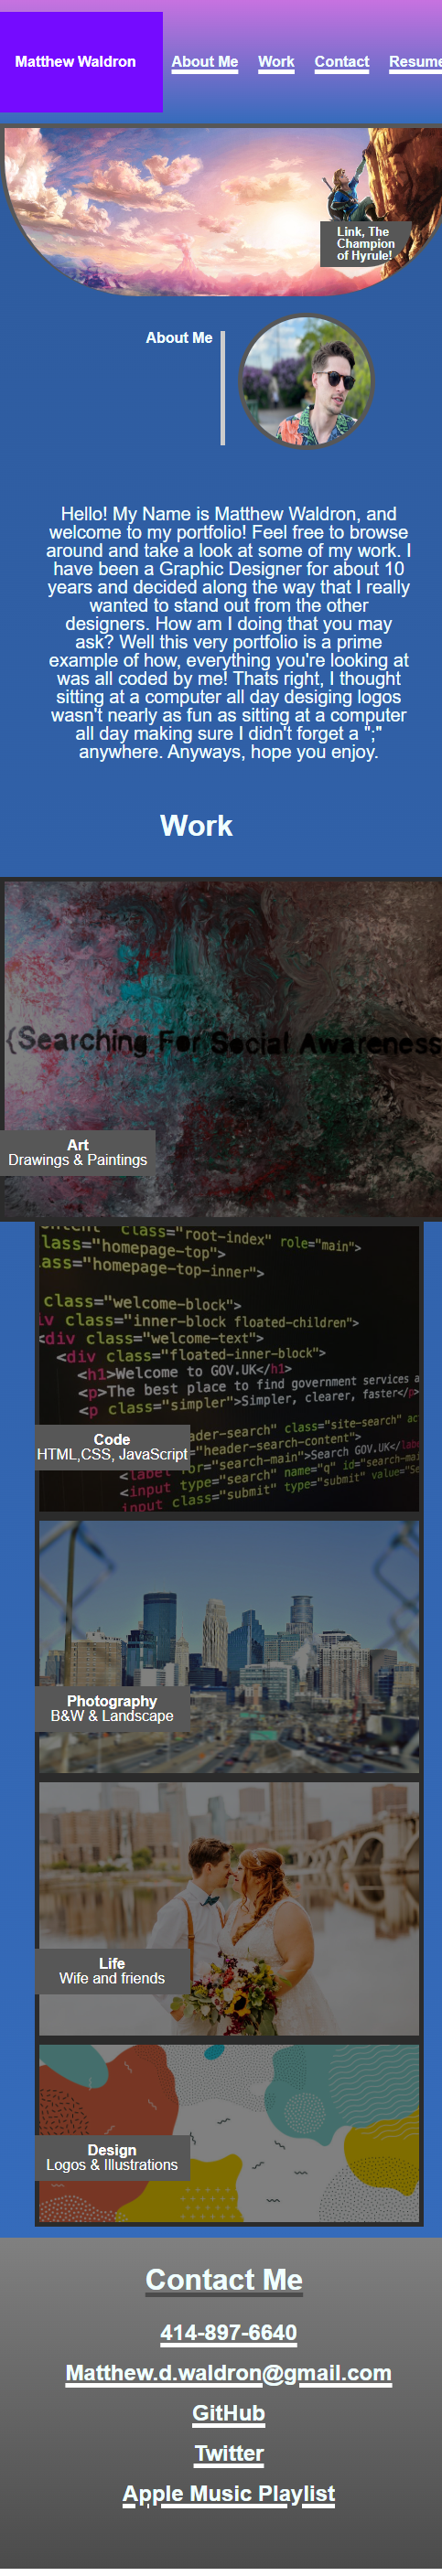 Matthew Waldron
About Me Work Contact Resume
Link, The
Champion
of Hyrule!
About Me
Hello! My Name is Matthew Waldron, and
welcome to my portfolio! Feel free to browse
around and take a look at some of my work. I
have been a Graphic Designer for about 10
years and decided along the way that I really
wanted to stand out from the other
designers. How am I doing that you may
ask? Well this very portfolio is a prime
example of how, everything you're looking at
was all coded by me! Thats right, I thought
sitting at a computer all day desiging logos
wasn't nearly as fun as sitting at a computer
all day making sure I didn't forget a ";"
anywhere. Anyways, hope you enjoy.
Work
{Searching For Social Awareness
Art
Drawings & Paintings
class="root-index" role="main">
lass="homepage-top">
ass="homepage-top-inner">
class="welcome-block">
class="inner-block floated-children">
<div class="welcome-text">
<div class="floated-inner-block">
<h1>Welcome to GOV.UK</h1>
<p>The best place to find government services
<p class="simpler">Simpler, clearer, faster</p>
Code
HTML,CSS, JavaScript
ader-search" class="site-search"
"header-search-content">
"search-main">Search GOV.UK</
<label for="search-main"
<input type="search" name="q" id="search-mai
<div class="submit">
input class="submit" type="submit" value="Se
Photography
B&W & Landscape
Life
Wife and friends
Design
Logos & Illustrations
Contact Me
414-897-6640
Matthew.d.waldron@gmail.com
GitHub
Twitter
Apple Music Playlist